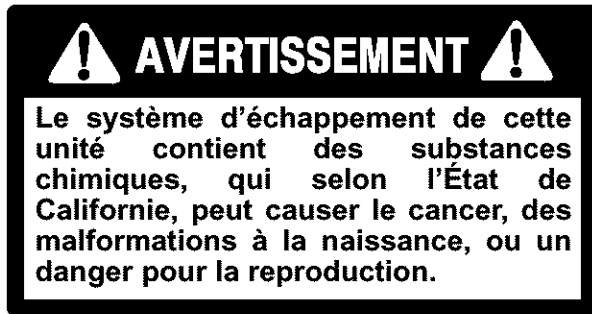 AVERTISSEMENT
Le système d'échappement de cette
unité contient des substances
chimiques, qui selon l'État de
Californie, peut causer le cancer, des
malformations à la naissance, ou un
danger pour la reproduction.